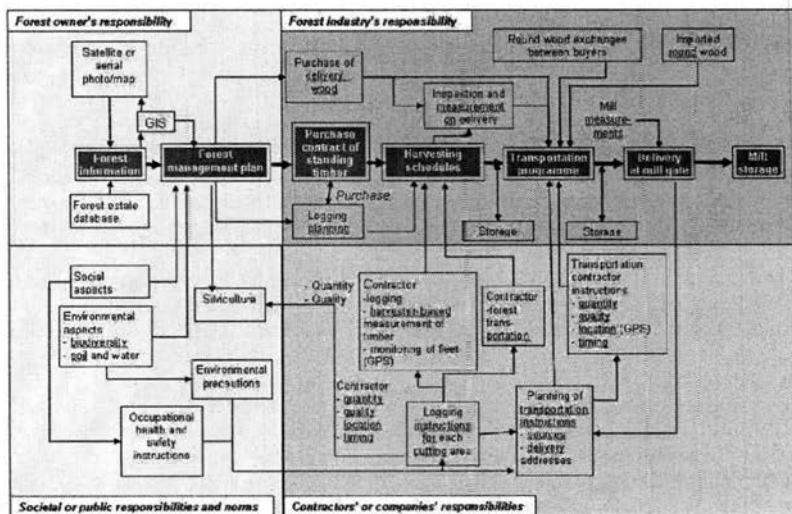 Forest owner's responsibility
Forest industry's responsibility
Satellite or
aerial
photo/map
GIS
Forest
information
Forest
management plan
Forest estate
database
Purchase of
delivery
wood
Purchase
contract of
standing
timber
Purchase
Logging
planning
Inspection and
measurement
on delivery
Harvesting
schedules
Round wood exchanges
between buyers
Imported
round wood
Mill
measure-
ments
Transportation
programme
Delivery
at mill gate
Mill
storage
Storage
Storage
Social
aspects
Environmental
aspects
- biodiversity
- soil and water
Silviculture
Environmental
precautions
Occupational
health and
safety
instructions
- Quantity
- Quality
Contractor
-logging
- harvester-based
measurement of
timber
- monitoring of fleet
(GPS)
Contractor
-forest
trans-
portation
Transportation
contractor
instructions
- quantity
- quality
- location (GPS)
- timing
Contractor
- quantity
- quality
- location
- timing
Logging
instructions
for each
cutting area
Planning of
transportation
instructions
- sources
- delivery
addresses
Societal or public responsibilities and norms
Contractors' or companies' responsibilities